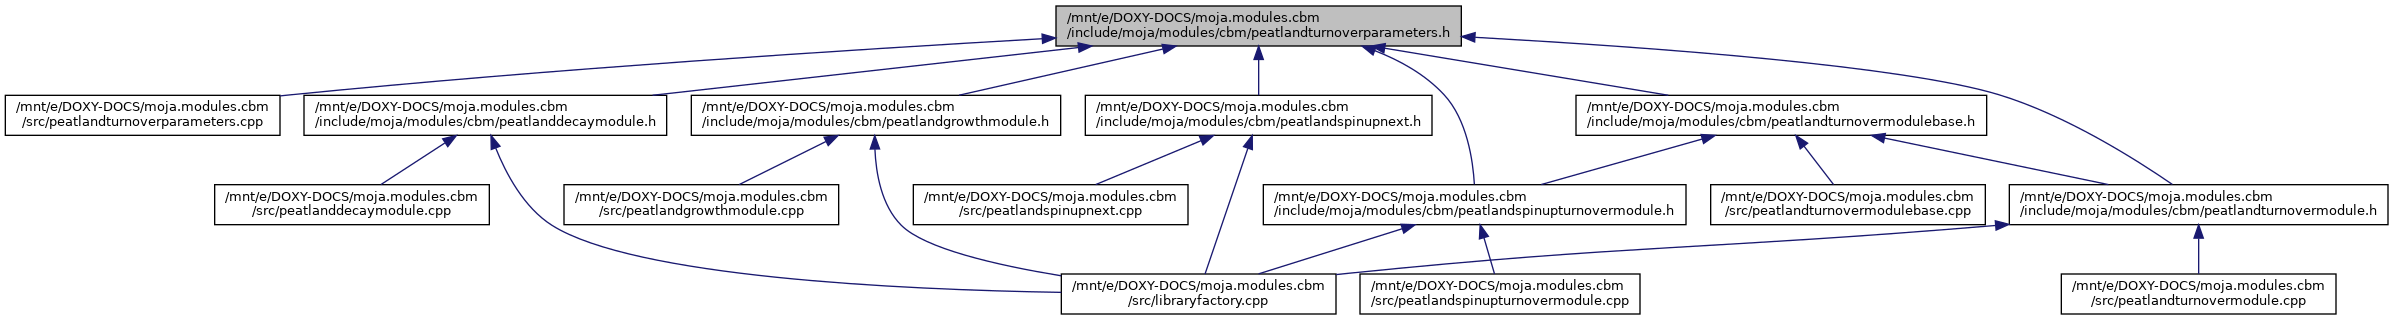 /mnt/e/DOXY-DOCS/moja.modules.cbm
/include/moja/modules/cbm/peatlandturnoverparameters.h
/mnt/e/DOXY-DOCS/moja.modules.cbm
/src/peatlandturnoverparameters.cpp
/mnt/e/DOXY-DOCS/moja.modules.cbm
/include/moja/modules/cbm/peatlanddecaymodule.h
/mnt/e/DOXY-DOCS/moja.modules.cbm
/include/moja/modules/cbm/peatlandgrowthmodule.h
/mnt/e/DOXY-DOCS/moja.modules.cbm
/include/moja/modules/cbm/peatlandspinupnext.h
/mnt/e/DOXY-DOCS/moja.modules.cbm
/include/moja/modules/cbm/peatlandturnovermodulebase.h
/mnt/e/DOXY-DOCS/moja.modules.cbm
/src/peatlanddecaymodule.cpp
/mnt/e/DOXY-DOCS/moja.modules.cbm
/src/peatlandgrowthmodule.cpp
/mnt/e/DOXY-DOCS/moja.modules.cbm
/src/peatlandspinupnext.cpp
/mnt/e/DOXY-DOCS/moja.modules.cbm
/include/moja/modules/cbm/peatlandspinupturnovermodule.h
/mnt/e/DOXY-DOCS/moja.modules.cbm
/src/peatlandturnovermodulebase.cpp
/mnt/e/DOXY-DOCS/moja.modules.cbm
/include/moja/modules/cbm/peatlandturnovermodule.h
/mnt/e/DOXY-DOCS/moja.modules.cbm
/src/libraryfactory.cpp
/mnt/e/DOXY-DOCS/moja.modules.cbm
/src/peatlandspinupturnovermodule.cpp
/mnt/e/DOXY-DOCS/moja.modules.cbm
/src/peatlandturnovermodule.cpp